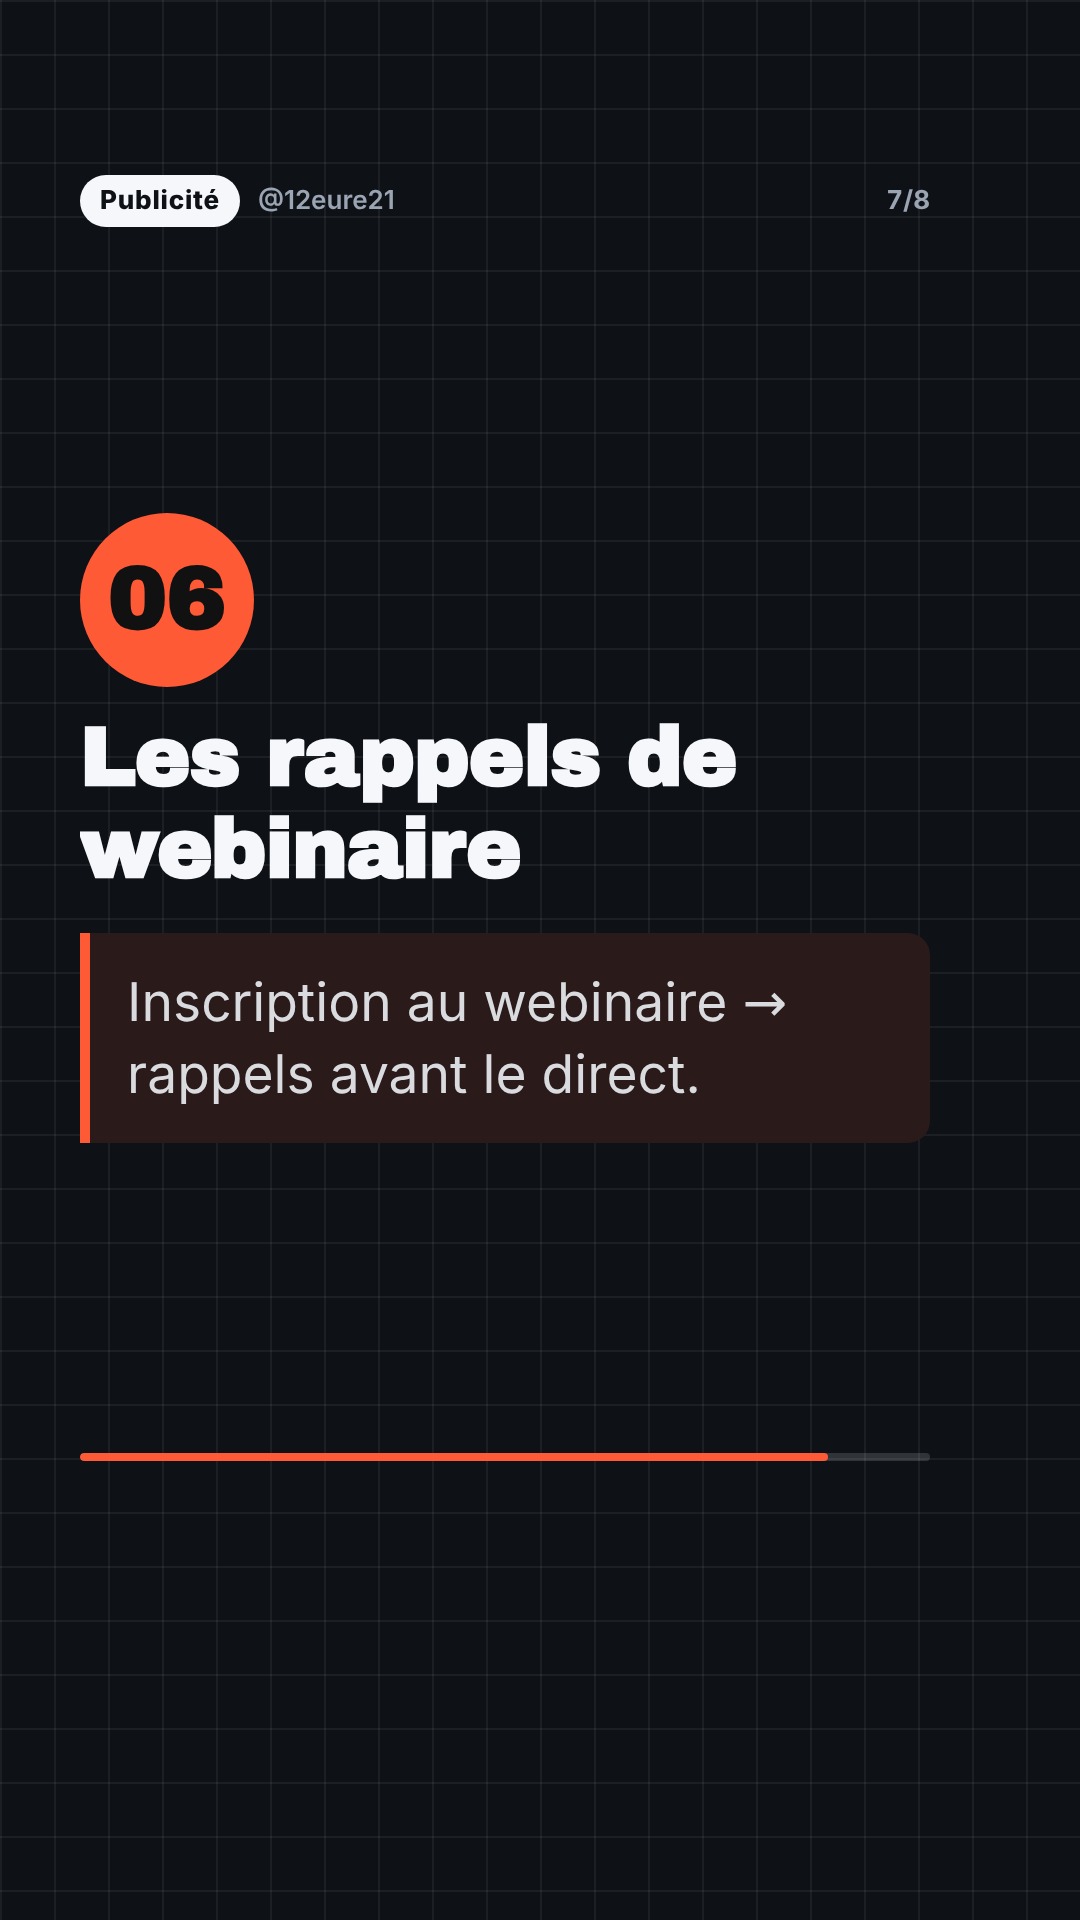 Publicité @12eure21 7/8
06
Les rappels de
webinaire
Inscription au webinaire →
rappels avant le direct.